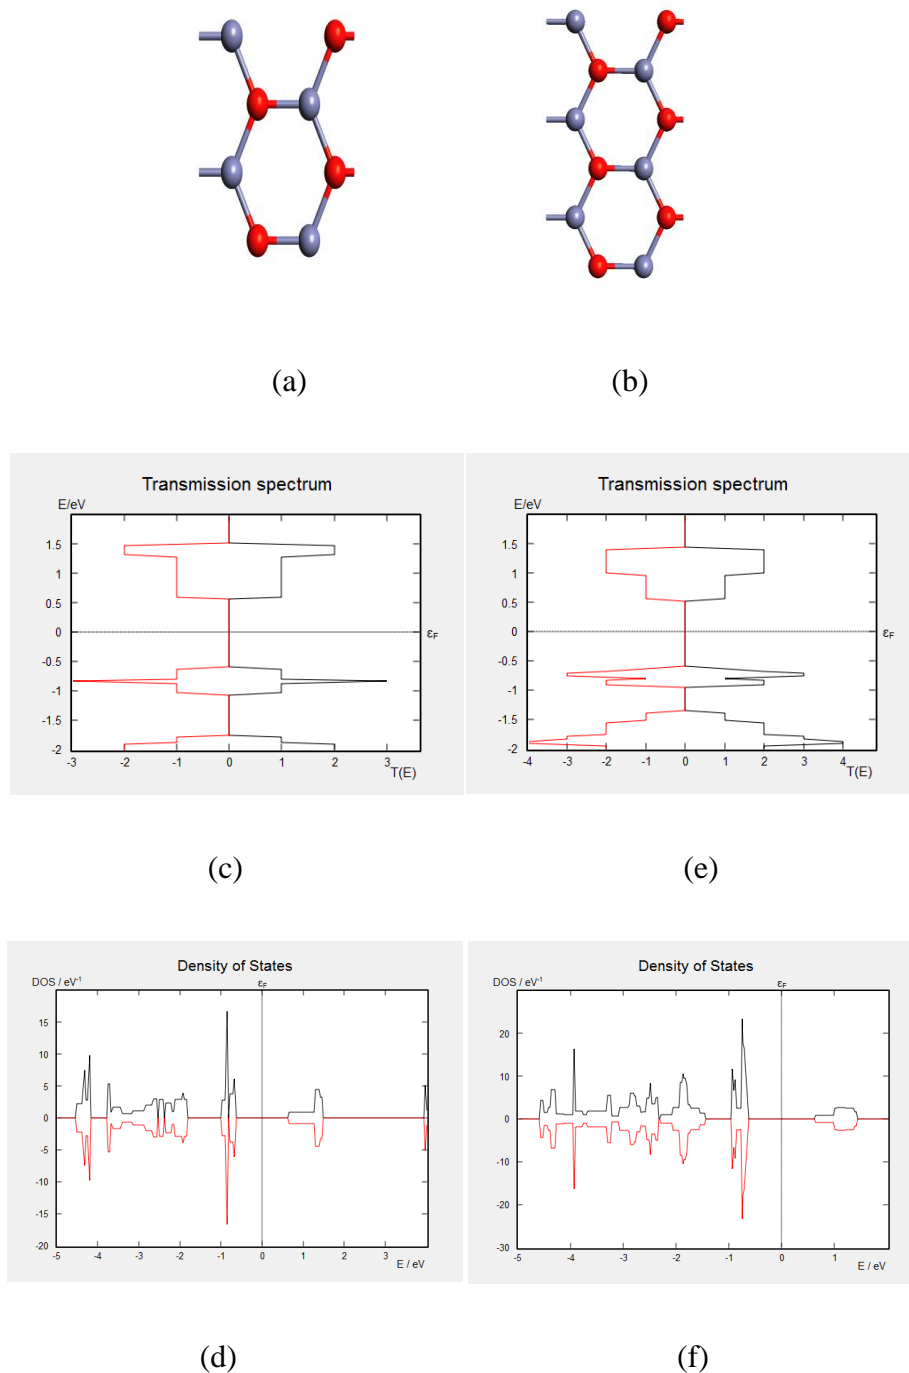 (a) (b)
Transmission spectrum
E/eV
1.5
1
0.5
0
-0.5
-1
-1.5
-2
-3 -2 -1 0 1 2 3
T(E)
εF
Transmission spectrum
E/eV
1.5
1
0.5
0
-0.5
-1
-1.5
-2
-4 -3 -2 -1 0 1 2 3 4
T(E)
εF
(c) (e)
Density of States
DOS / eV⁻¹
εF
15
10
5
0
-5
-10
-15
-20
-5 -4 -3 -2 -1 0 1 2 3
E / eV
Density of States
DOS / eV⁻¹
εF
20
10
0
-10
-20
-30
-5 -4 -3 -2 -1 0 1
E / eV
(d) (f)